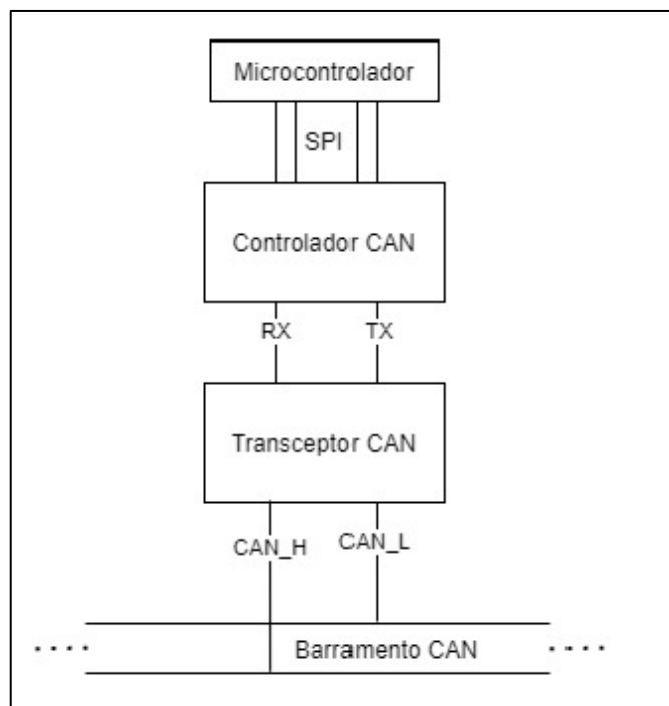 Microcontrolador
SPI
Controlador CAN
RX TX
Transceptor CAN
CAN_H CAN_L
Barramento CAN